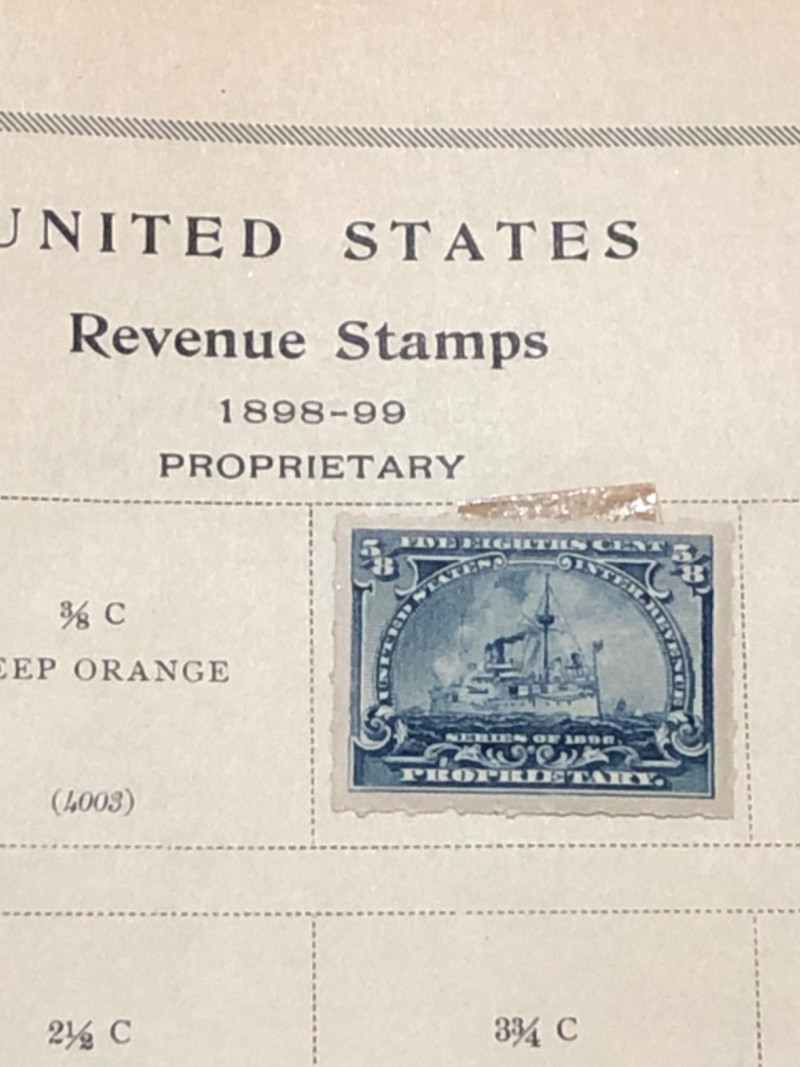 UNITED STATES
Revenue Stamps
1898-99
PROPRIETARY
⅜ C
EEP ORANGE
(4003)
5/8 FIVE EIGHTHS CENT 5/8
UNITED STATES INTER. REVENUE
SERIES OF 1898.
PROPRIETARY.
2½ C
3¾ C